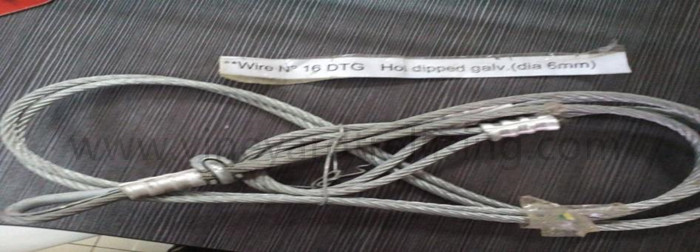 **Wire N° 16 DTG Hot dipped galv.(dia 6mm)